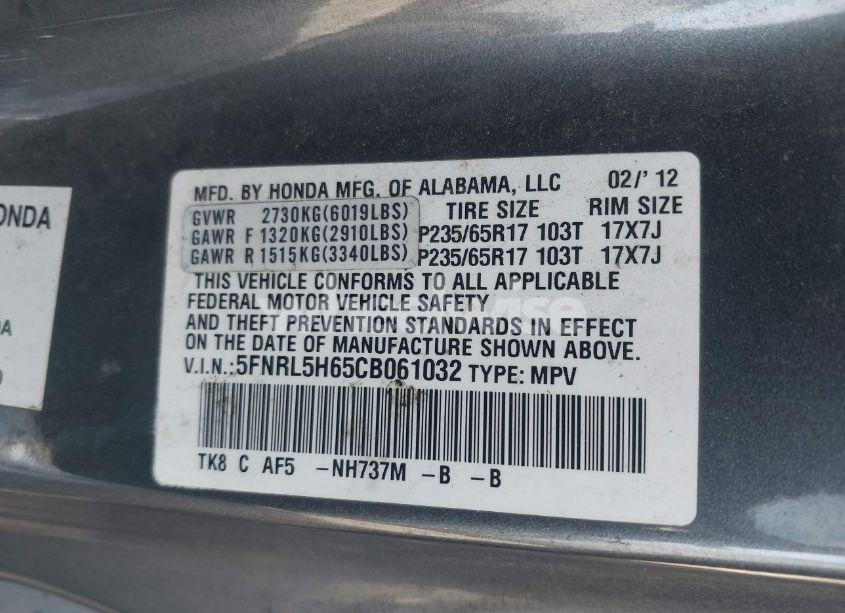 MFD. BY HONDA MFG. OF ALABAMA, LLC 02/'12
GVWR 2730KG(6019LBS) TIRE SIZE RIM SIZE
GAWR F 1320KG(2910LBS) P235/65R17 103T 17X7J
GAWR R 1515KG(3340LBS) P235/65R17 103T 17X7J
THIS VEHICLE CONFORMS TO ALL APPLICABLE
FEDERAL MOTOR VEHICLE SAFETY
AND THEFT PREVENTION STANDARDS IN EFFECT
ON THE DATE OF MANUFACTURE SHOWN ABOVE.
V.I.N.:5FNRL5H65CB061032 TYPE: MPV
TK8 C AF5 -NH737M -B -B